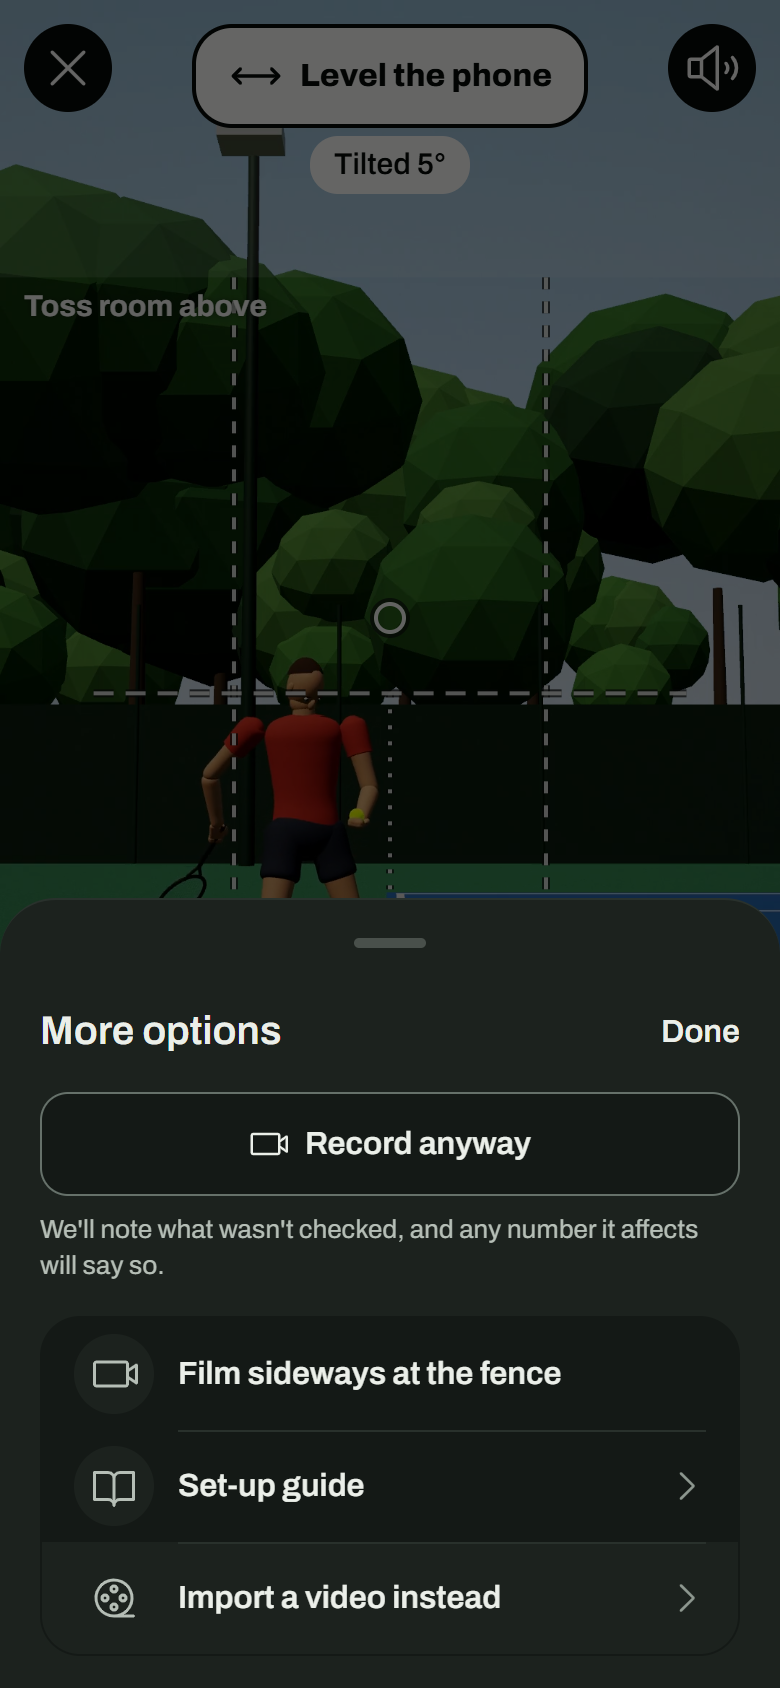 Level the phone
Tilted 5°
Toss room above
More options
Done
Record anyway
We'll note what wasn't checked, and any number it affects
will say so.
Film sideways at the fence
Set-up guide
Import a video instead